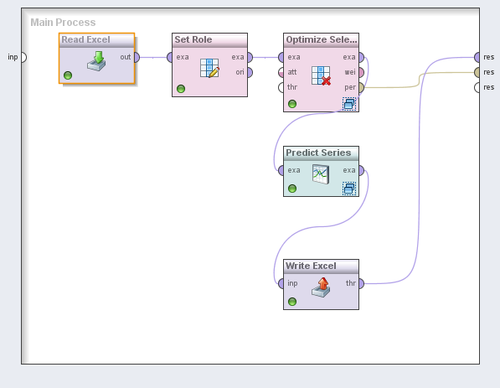 Main Process
Read Excel
Set Role
Optimize Sele...
inp
out
exa
exa
exa
exa
res
ori
att
wei
res
thr
per
res
Predict Series
exa
exa
Write Excel
inp
thr